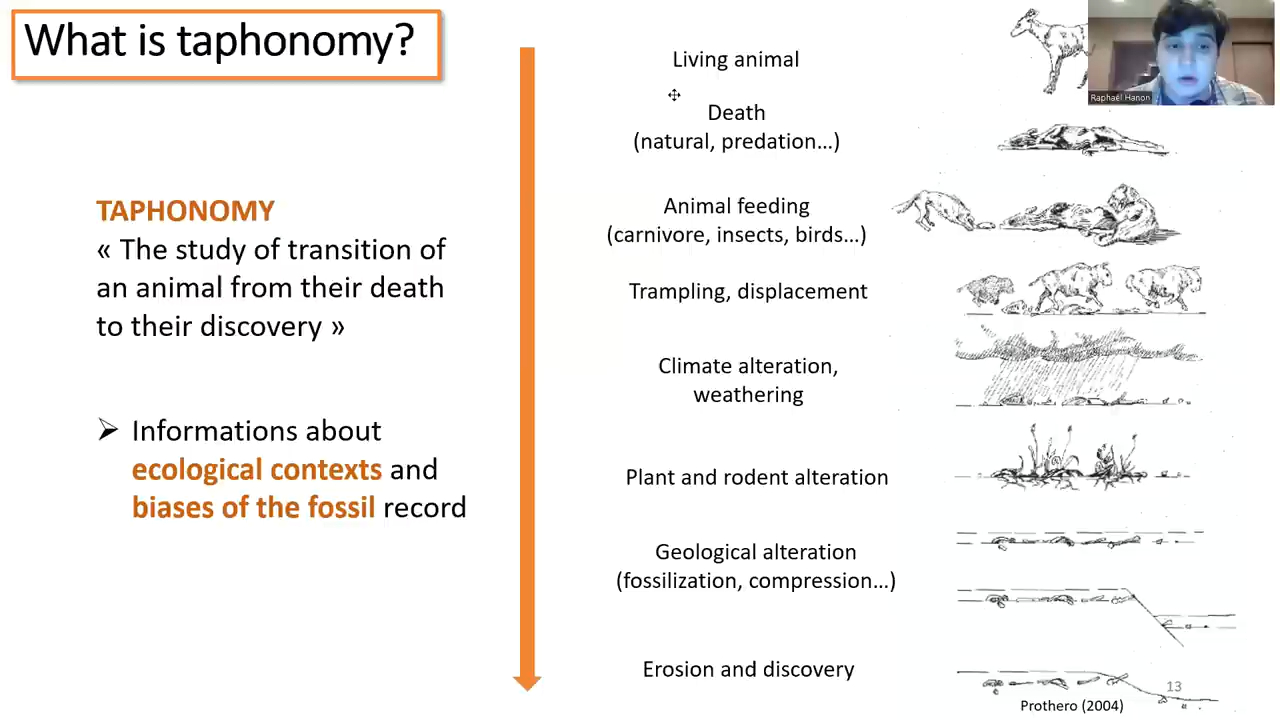 What is taphonomy?
TAPHONOMY
« The study of transition of
an animal from their death
to their discovery »
➢ Informations about
ecological contexts and
biases of the fossil record
Living animal
Death
(natural, predation…)
Animal feeding
(carnivore, insects, birds…)
Trampling, displacement
Climate alteration,
weathering
Plant and rodent alteration
Geological alteration
(fossilization, compression…)
Erosion and discovery
Raphaël Hanon
13
Prothero (2004)